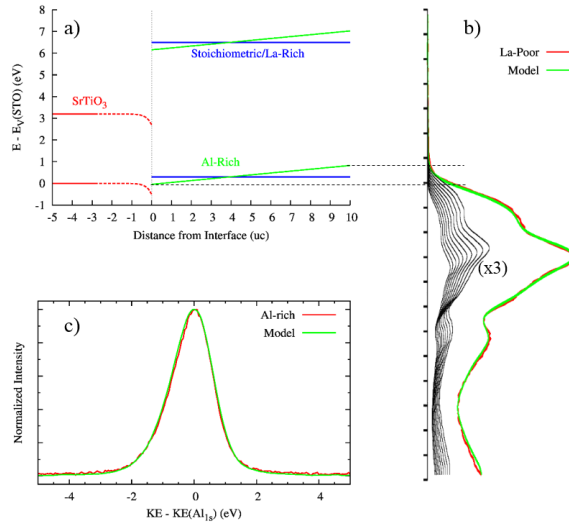 a)
E - E_V(STO) (eV)
8
7
6
5
4
3
2
1
0
-1
SrTiO₃
Stoichiometric/La-Rich
Al-Rich
-5 -4 -3 -2 -1 0 1 2 3 4 5 6 7 8 9 10
Distance from Interface (uc)
b)
La-Poor
Model
(x3)
c)
Al-rich
Model
Normalized Intensity
-4 -2 0 2 4
KE - KE(Al₁ₛ) (eV)